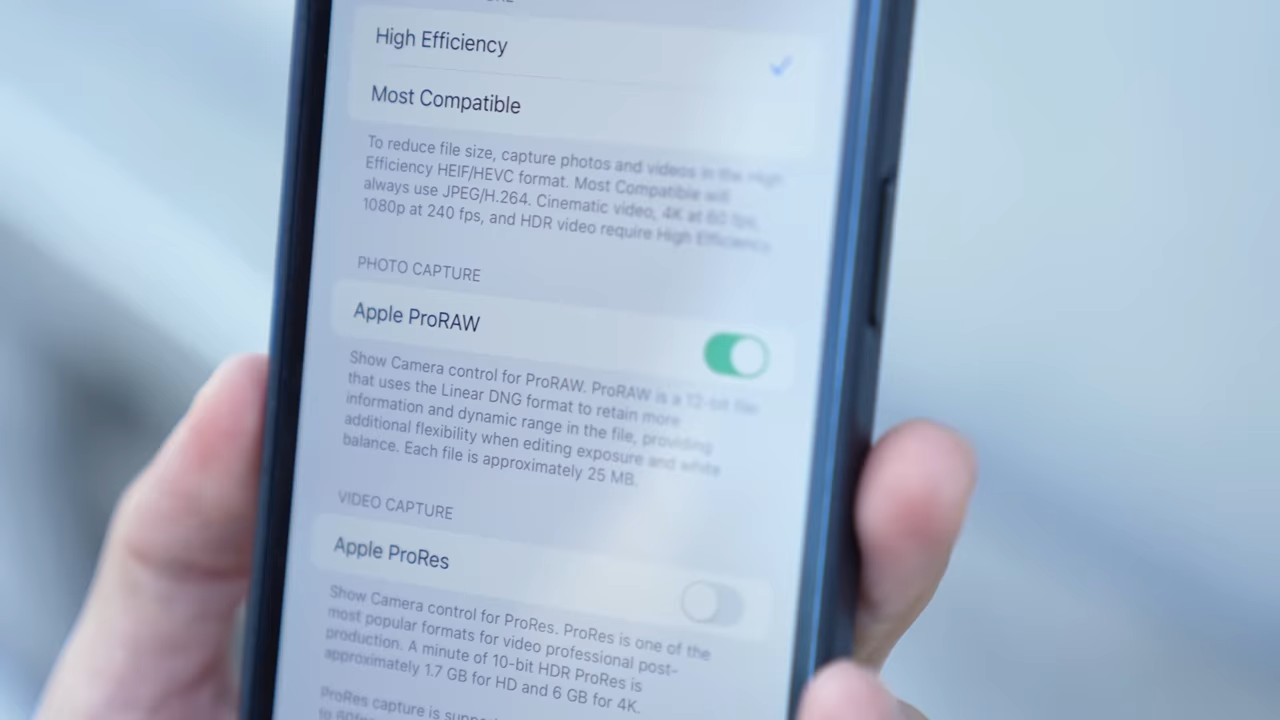 High Efficiency
Most Compatible
To reduce file size, capture photos and videos in the High
Efficiency HEIF/HEVC format. Most Compatible will
always use JPEG/H.264. Cinematic video, 4K at 60 fps,
1080p at 240 fps, and HDR video require High Efficiency.
PHOTO CAPTURE
Apple ProRAW
Show Camera control for ProRAW. ProRAW is a 12-bit file
that uses the Linear DNG format to retain more
information and dynamic range in the file, providing
additional flexibility when editing exposure and white
balance. Each file is approximately 25 MB.
VIDEO CAPTURE
Apple ProRes
Show Camera control for ProRes. ProRes is one of the
most popular formats for video professional post-
production. A minute of 10-bit HDR ProRes is
approximately 1.7 GB for HD and 6 GB for 4K.
ProRes capture is